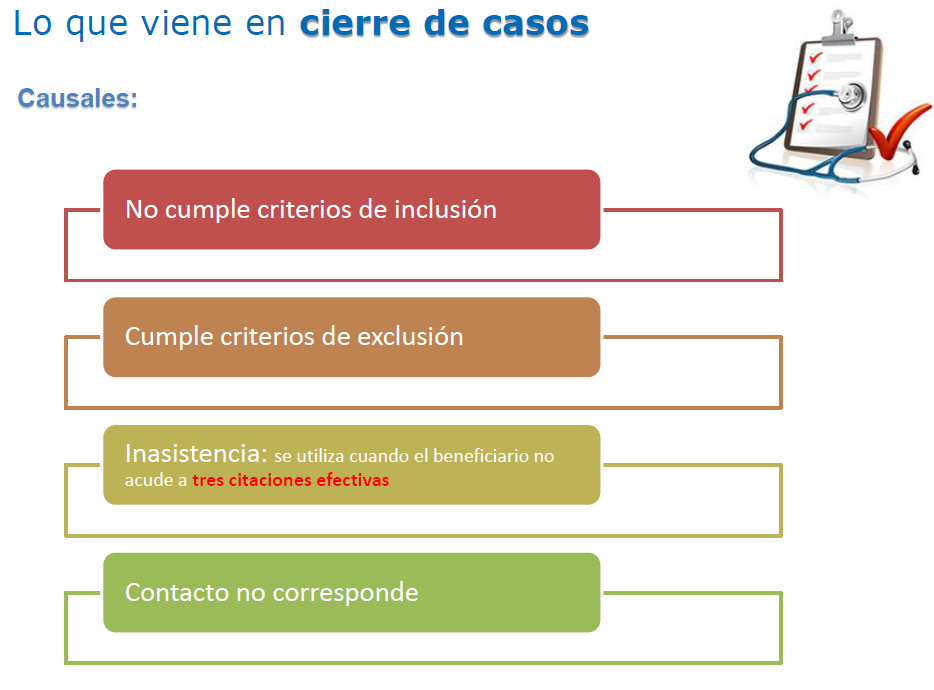 Lo que viene en cierre de casos
Causales:
No cumple criterios de inclusión
Cumple criterios de exclusión
Inasistencia: se utiliza cuando el beneficiario no
acude a tres citaciones efectivas
Contacto no corresponde